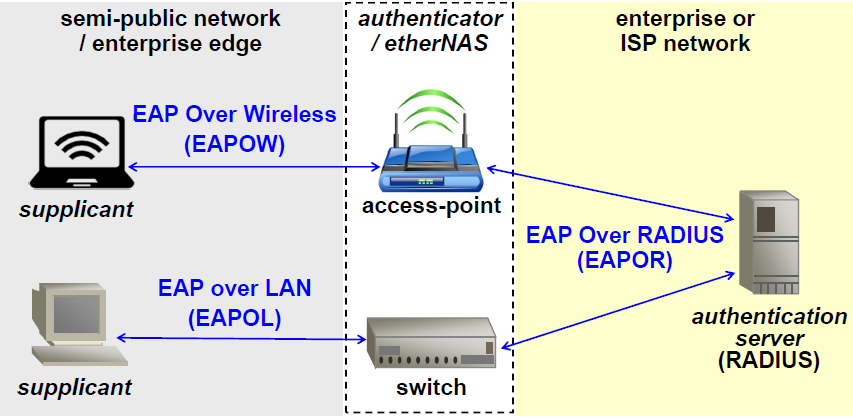 semi-public network
/ enterprise edge
authenticator
/ etherNAS
enterprise or
ISP network
EAP Over Wireless
(EAPOW)
supplicant
access-point
EAP Over RADIUS
(EAPOR)
EAP over LAN
(EAPOL)
authentication
server
(RADIUS)
supplicant
switch